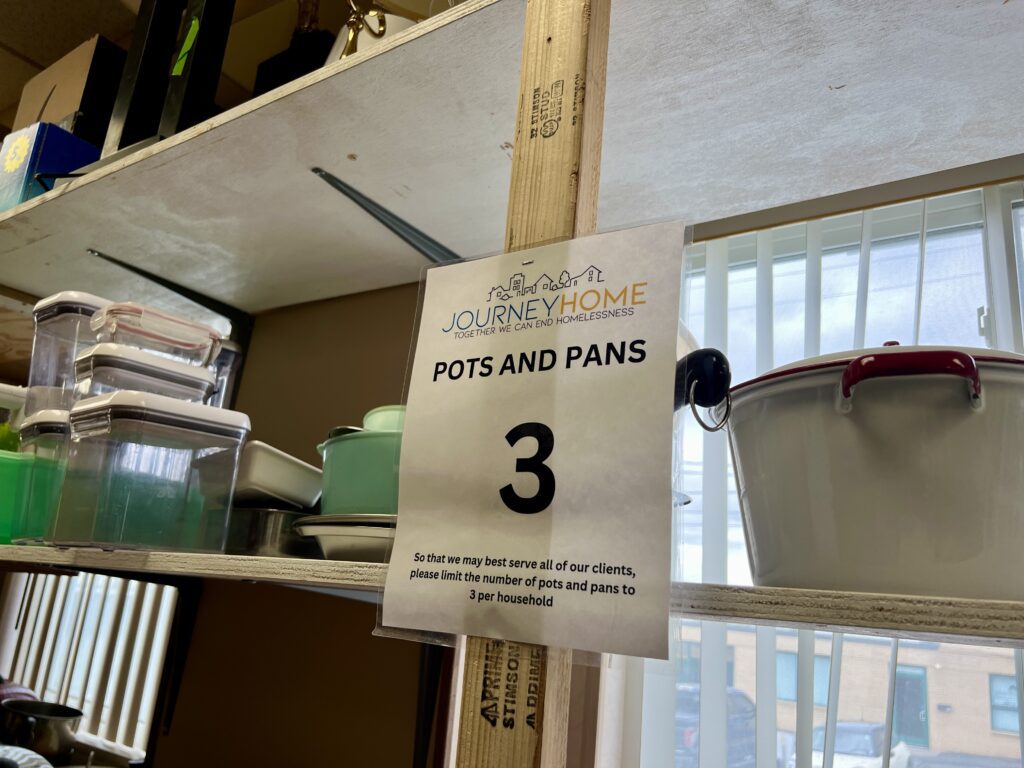 STIMSON
STUD
JOURNEYHOME
TOGETHER WE CAN END HOMELESSNESS
POTS AND PANS
3
So that we may best serve all of our clients,
please limit the number of pots and pans to
3 per household
PRIME
STIMSON
PRIME